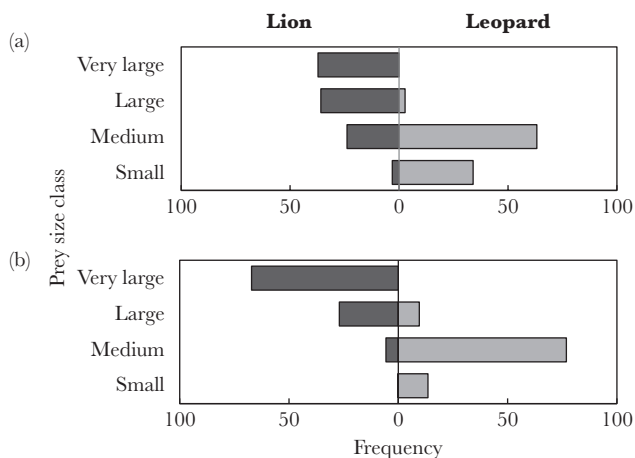 Lion Leopard
(a)
Very large
Large
Medium
Small
100 50 0 50 100
Prey size class
(b)
Very large
Large
Medium
Small
100 50 0 50 100
Frequency